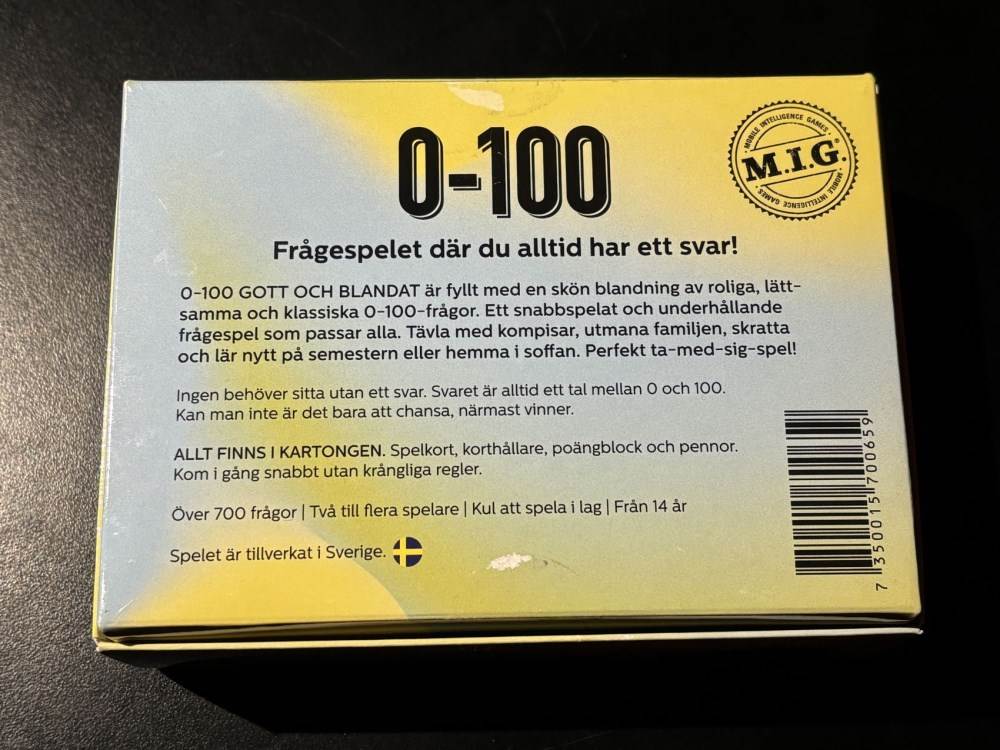 0-100
MOBILE INTELLIGENCE GAMES
M.I.G.®
MOBILE INTELLIGENCE GAMES
Frågespelet där du alltid har ett svar!
0-100 GOTT OCH BLANDAT är fyllt med en skön blandning av roliga, lätt-
samma och klassiska 0-100-frågor. Ett snabbspelat och underhållande
frågespel som passar alla. Tävla med kompisar, utmana familjen, skratta
och lär nytt på semestern eller hemma i soffan. Perfekt ta-med-sig-spel!
Ingen behöver sitta utan ett svar. Svaret är alltid ett tal mellan 0 och 100.
Kan man inte är det bara att chansa, närmast vinner.
ALLT FINNS I KARTONGEN. Spelkort, korthållare, poängblock och pennor.
Kom i gång snabbt utan krångliga regler.
Över 700 frågor | Två till flera spelare | Kul att spela i lag | Från 14 år
Spelet är tillverkat i Sverige.
7 350015 700659